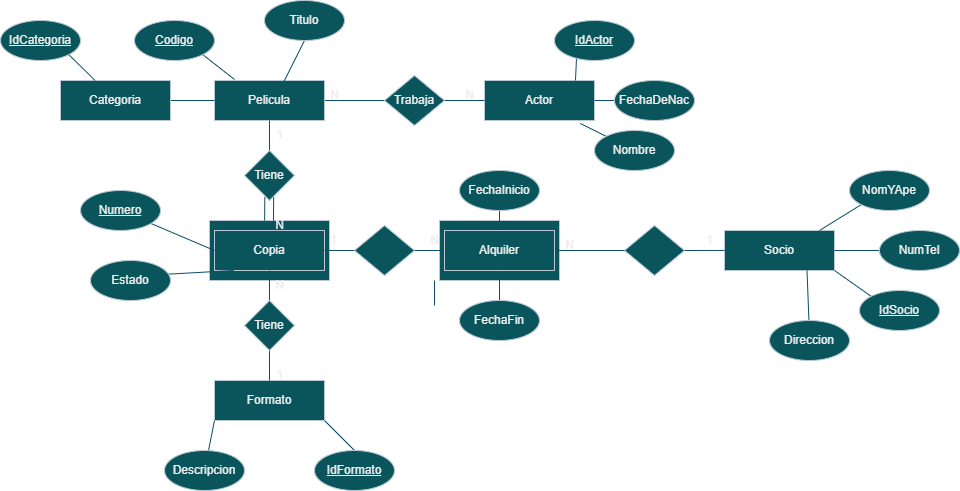 Titulo
IdCategoria
Codigo
IdActor
Categoria
Pelicula
N
Trabaja
N
Actor
FechaDeNac
1
Nombre
Tiene
FechaInicio
NomYApe
Numero
N
Copia
1
N
Alquiler
N
1
Socio
NumTel
Estado
N
IdSocio
Tiene
FechaFin
Direccion
1
Formato
Descripcion
IdFormato